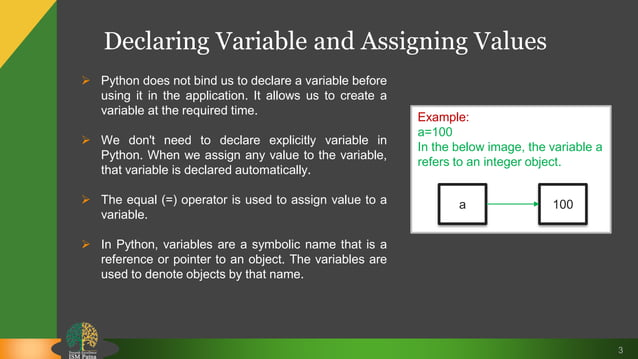 Declaring Variable and Assigning Values
➢ Python does not bind us to declare a variable before
using it in the application. It allows us to create a
variable at the required time.
➢ We don't need to declare explicitly variable in
Python. When we assign any value to the variable,
that variable is declared automatically.
➢ The equal (=) operator is used to assign value to a
variable.
➢ In Python, variables are a symbolic name that is a
reference or pointer to an object. The variables are
used to denote objects by that name.
Example:
a=100
In the below image, the variable a
refers to an integer object.
a
100
ISM Patna
3